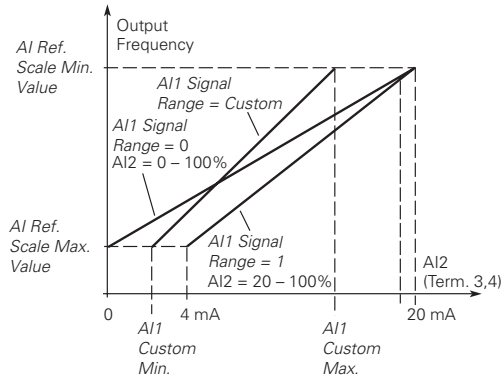 Output
Frequency
AI Ref.
Scale Min.
Value
AI1 Signal
Range = Custom
AI1 Signal
Range = 0
AI2 = 0 – 100%
AI Ref.
Scale Max.
Value
AI1 Signal
Range = 1
AI2 = 20 – 100%
AI2
(Term. 3,4)
0
4 mA
20 mA
AI1
Custom
Min.
AI1
Custom
Max.